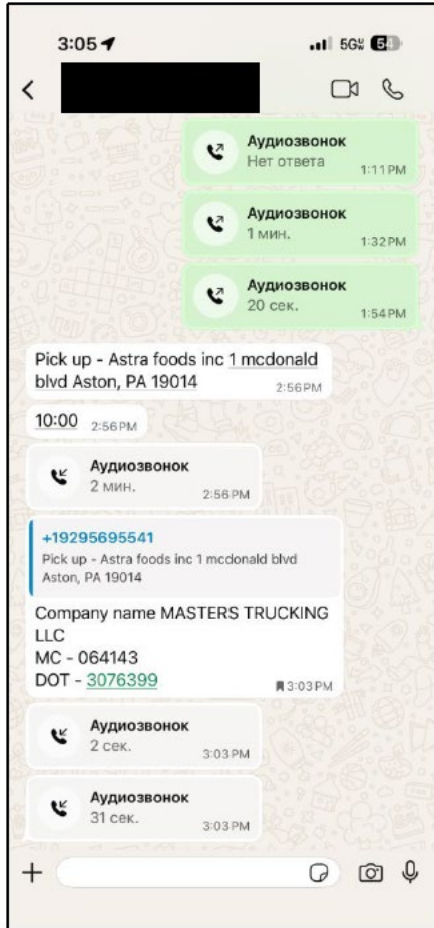 3:05
5G
54
Аудиозвонок
Нет ответа
1:11 PM
Аудиозвонок
1 мин.
1:32 PM
Аудиозвонок
20 сек.
1:54 PM
Pick up - Astra foods inc 1 mcdonald
blvd Aston, PA 19014
2:56 PM
10:00 2:56 PM
Аудиозвонок
2 мин.
2:56 PM
+19295695541
Pick up - Astra foods inc 1 mcdonald blvd
Aston, PA 19014
Company name MASTERS TRUCKING
LLC
MC - 064143
DOT - 3076399
3:03 PM
Аудиозвонок
2 сек.
3:03 PM
Аудиозвонок
31 сек.
3:03 PM